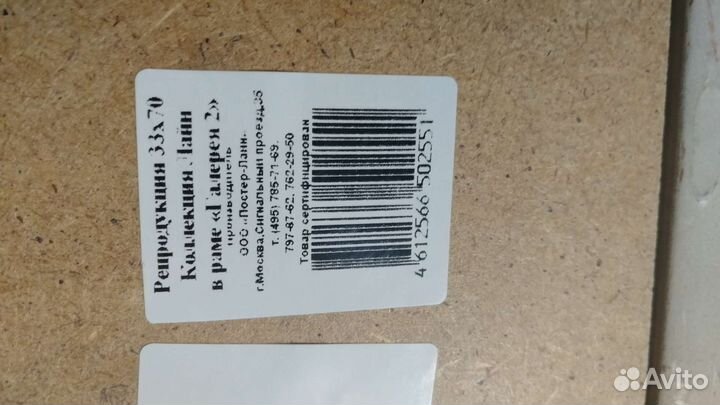 Репродукция 33х70
Коллекция Лайн
в раме «Галерея 2»
производитель
ООО «Постер-Лайн»
г.Москва,Сигнальный проезд,35
т. (495) 785-71-69,
797-87-62, 762-29-50
Товар сертифицирован
4 612566 502551
Avito